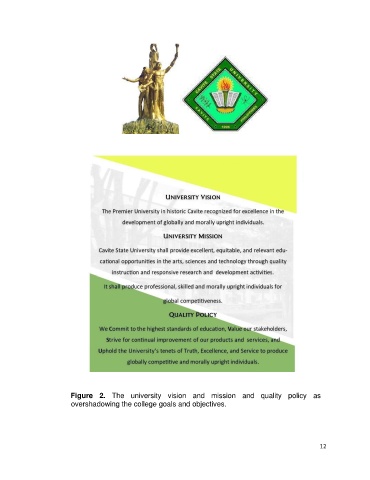 CAVITE STATE UNIVERSITY
CAVITE
UNIVERSITY VISION
The Premier University in historic Cavite recognized for excellence in the
development of globally and morally upright individuals.
UNIVERSITY MISSION
Cavite State University shall provide excellent, equitable, and relevant edu-
cational opportunities in the arts, sciences and technology through quality
instruction and responsive research and development activities.
It shall produce professional, skilled and morally upright individuals for
global competitiveness.
QUALITY POLICY
We Commit to the highest standards of education, Value our stakeholders,
Strive for continual improvement of our products and services, and
Uphold the University's tenets of Truth, Excellence, and Service to produce
globally competitive and morally upright individuals.
Figure 2. The university vision and mission and quality policy as
overshadowing the college goals and objectives.
12